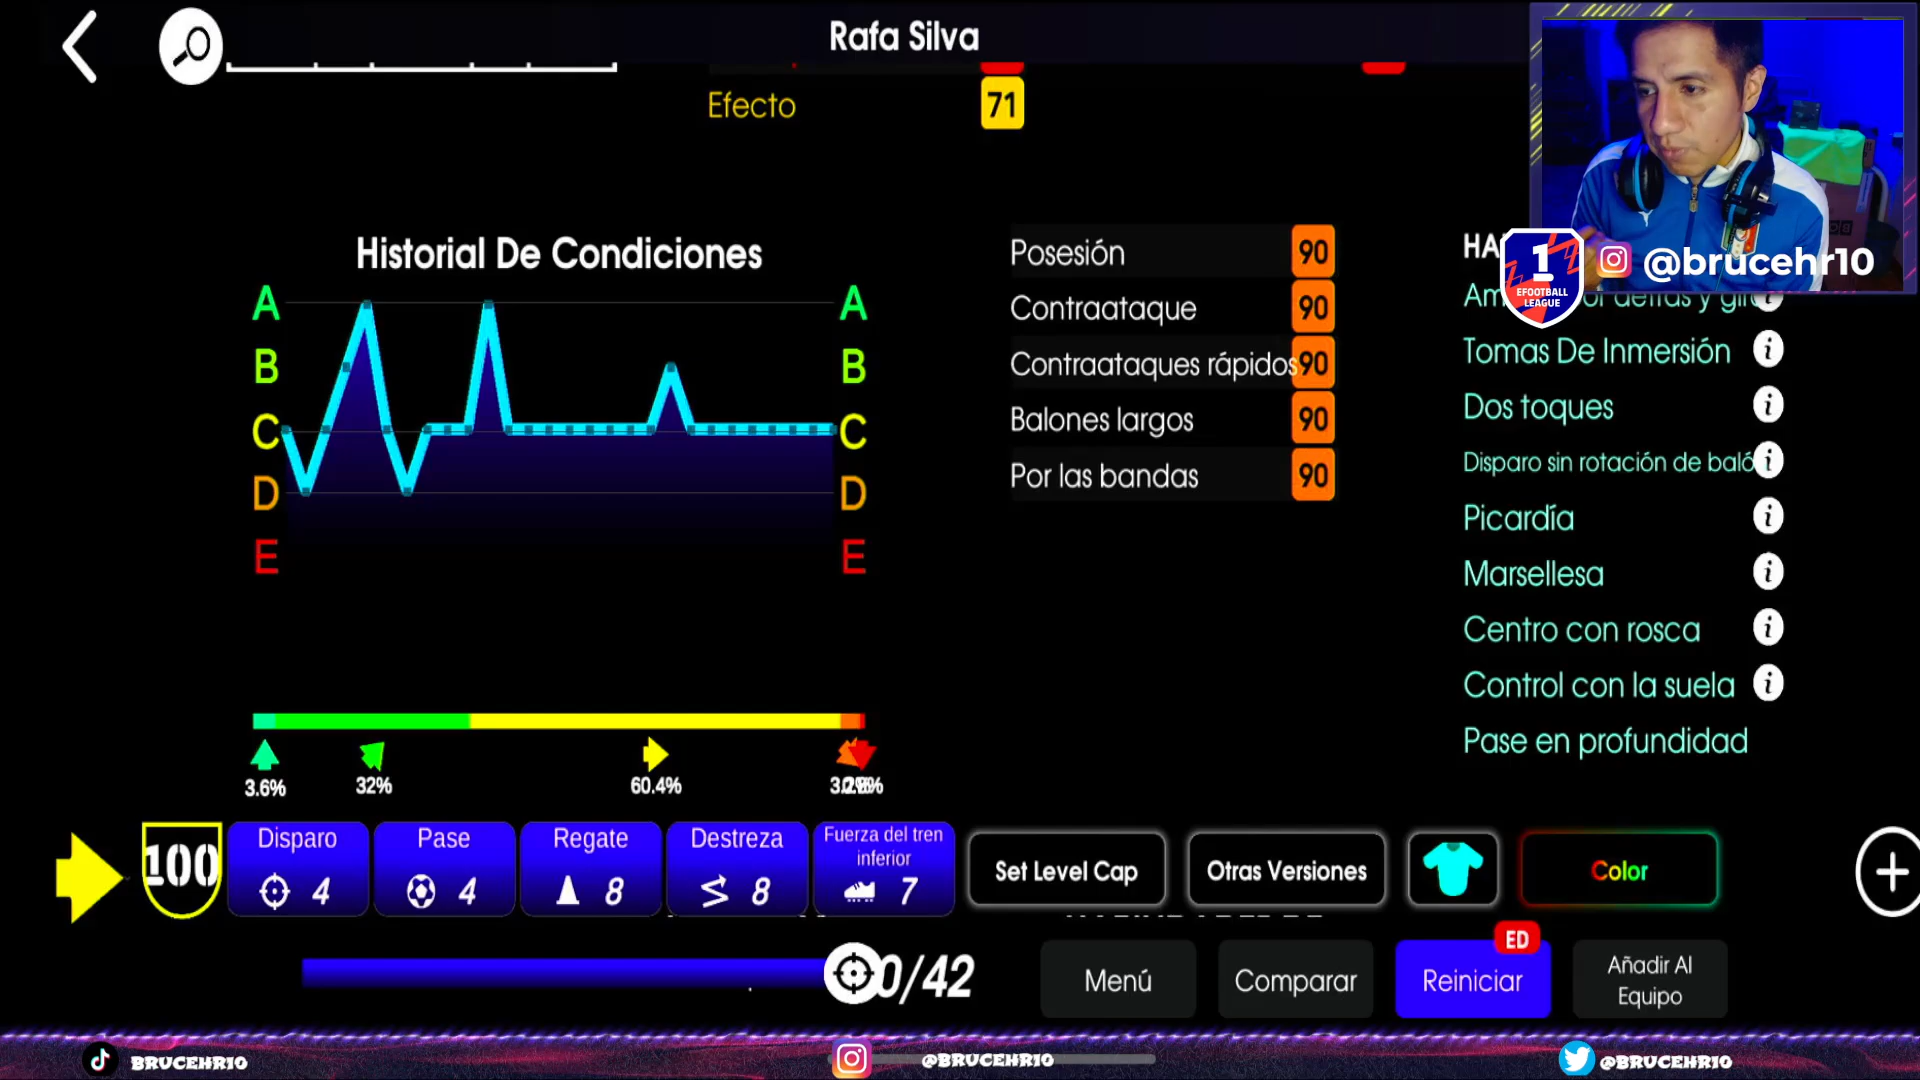 Rafa Silva
Efecto 71
Historial De Condiciones
A A
B B
C C
D D
E E
3.6% 32% 60.4%
Posesión 90
Contraataque 90
Contraataques rápidos 90
Balones largos 90
Por las bandas 90
1
EFOOTBALL
LEAGUE
@brucehr10
Tomas De Inmersión i
Dos toques i
Disparo sin rotación de baló i
Picardía i
Marsellesa i
Centro con rosca i
Control con la suela i
Pase en profundidad
100
Disparo 4
Pase 4
Regate 8
Destreza 8
Fuerza del tren
inferior 7
Set Level Cap
Otras Versiones
Color
0/42
Menú
Comparar
ED
Reiniciar
Añadir Al
Equipo
BRUCEHR10
@BRUCEHR10
@BRUCEHR10